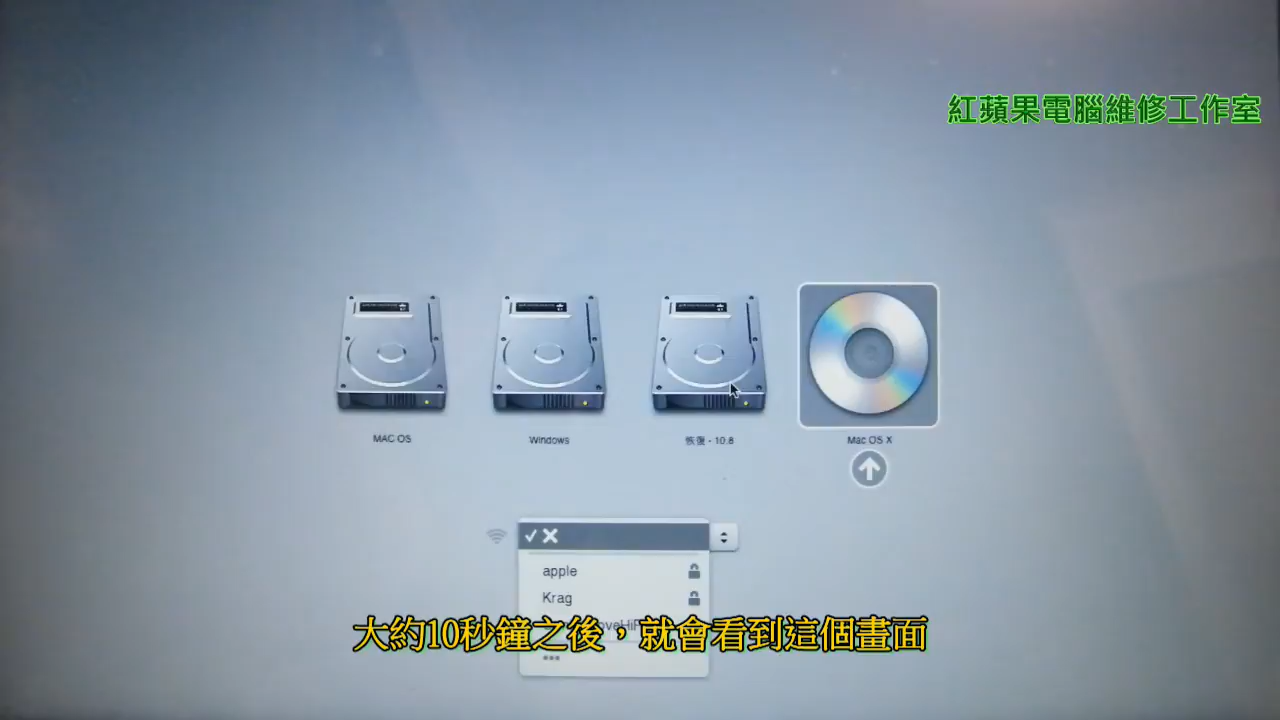 紅蘋果電腦維修工作室
MAC OS
Windows
恢復 - 10.8
Mac OS X
apple
Krag
大約10秒鐘之後，就會看到這個畫面